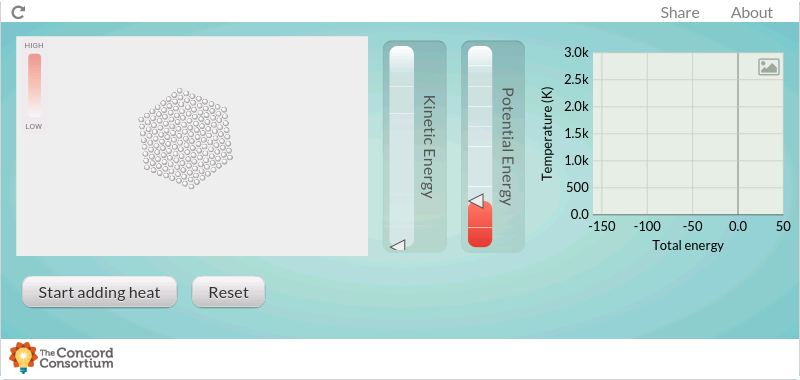 Share
About
HIGH
LOW
Kinetic Energy
Potential Energy
Temperature (K)
3.0k
2.5k
2.0k
1.5k
1.0k
500
0.0
-150
-100
-50
0.0
50
Total energy
Start adding heat
Reset
The Concord
Consortium